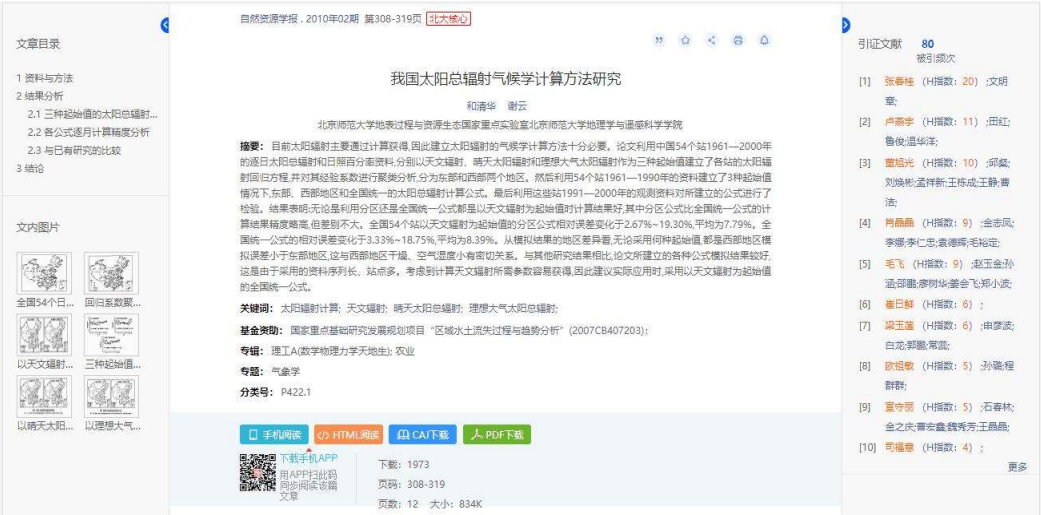 文章目录
1 资料与方法
2 结果分析
2.1 三种起始值的太阳总辐射...
2.2 各公式逐月计算精度分析
2.3 与已有研究的比较
3 结论
文内图片
全国54个日...
回归系数聚...
以天文辐射...
三种起始值...
以晴天太阳...
以理想大气...
自然资源学报 . 2010年02期 第308-319页 北大核心
我国太阳总辐射气候学计算方法研究
和清华 谢云
北京师范大学地表过程与资源生态国家重点实验室北京师范大学地理学与遥感科学学院
摘要： 目前太阳辐射主要通过计算获得,因此建立太阳辐射的气候学计算方法十分必要。论文利用中国54个站1961—2000年
的逐日太阳总辐射和日照百分率资料,分别以天文辐射、晴天太阳辐射和理想大气太阳辐射作为三种起始值建立了各站的太阳辐
射回归方程,并对其经验系数进行聚类分析,分为东部和西部两个地区。然后利用54个站1961—1990年的资料建立了3种起始值
情况下,东部、西部地区和全国统一的太阳总辐射计算公式。最后利用这些站1991—2000年的观测资料对所建立的公式进行了
检验。结果表明:无论是利用分区还是全国统一公式都是以天文辐射为起始值时计算结果好,其中分区公式比全国统一公式的计
算结果精度略高,但差别不大。全国54个站以天文辐射为起始值的分区公式相对误差变化于2.67%~19.30%,平均为7.79%。全
国统一公式的相对误差变化于3.33%~18.75%,平均为8.39%。从模拟结果的地区差异看,无论采用何种起始值,都是西部地区模
拟误差小于东部地区,这与西部地区干燥、空气湿度小有密切关系。与其他研究结果相比,论文所建立的各种公式模拟结果较好,
这是由于采用的资料序列长、站点多。考虑到计算天文辐射所需参数容易获得,因此建议实际应用时,采用以天文辐射为起始值
的全国统一公式。
关键词： 太阳辐射计算; 天文辐射; 晴天太阳总辐射; 理想大气太阳总辐射;
基金资助： 国家重点基础研究发展规划项目“区域水土流失过程与趋势分析”(2007CB407203);
专辑： 理工A(数学物理力学天地生); 农业
专题： 气象学
分类号： P422.1
手机阅读
HTML阅读
CAJ下载
PDF下载
下载手机APP
用APP扫此码
同步阅读该篇
文章
下载：1973
页码：308-319
页数：12 大小：834K
引证文献 80
被引频次
[1] 张春桂 （H指数：20）;文明
章;
[2] 卢燕宇 （H指数：11）;田红;
鲁俊;温华洋;
[3] 董旭光 （H指数：10）;邱粲;
刘焕彬;孟祥新;王栋成;王静;曹
洁;
[4] 肖晶晶 （H指数：9）;金志凤;
李娜;李仁忠;袁德辉;毛裕定;
[5] 毛飞 （H指数：9）;赵玉金;孙
涵;邵鹏;廖树华;姜会飞;郑小波;
[6] 崔日鲜 （H指数：6）;
[7] 梁玉莲 （H指数：6）;申彦波;
白龙;郭鹏;常蕊;
[8] 欧祖敏 （H指数：5）;孙璐;程
群群;
[9] 宣守丽 （H指数：5）;石春林;
金之庆;曹宏鑫;魏秀芳;王晶晶;
[10] 司福意 （H指数：4）;
更多